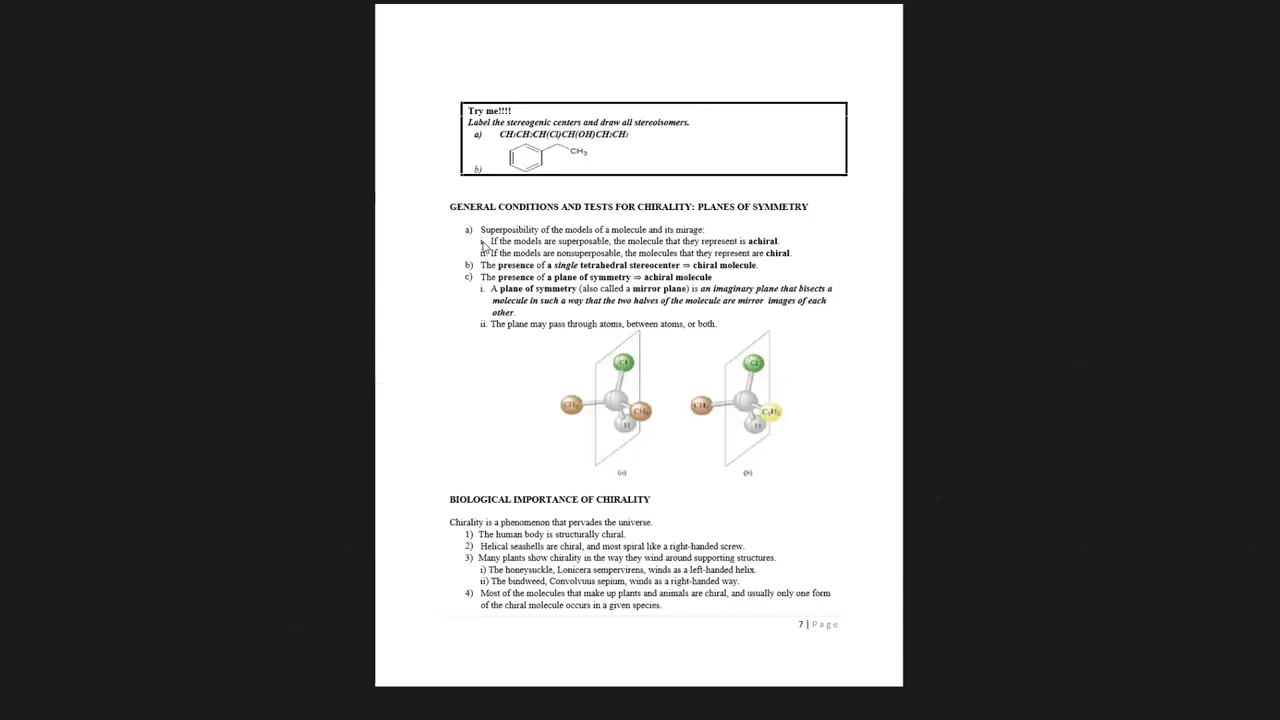 Try me!!!!
Label the stereogenic centers and draw all stereoisomers.
a) CH3CH2CH(Cl)CH(OH)CH2CH3
CH3
b)
GENERAL CONDITIONS AND TESTS FOR CHIRALITY: PLANES OF SYMMETRY
a) Superposibility of the models of a molecule and its mirage:
i. If the models are superposable, the molecule that they represent is achiral.
ii. If the models are nonsuperposable, the molecules that they represent are chiral.
b) The presence of a single tetrahedral stereocenter ⇒ chiral molecule.
c) The presence of a plane of symmetry ⇒ achiral molecule
i. A plane of symmetry (also called a mirror plane) is an imaginary plane that bisects a
molecule in such a way that the two halves of the molecule are mirror images of each
other.
ii. The plane may pass through atoms, between atoms, or both.
Cl Cl
CH3 CH3 CH3 C2H5
H H
(a) (b)
BIOLOGICAL IMPORTANCE OF CHIRALITY
Chirality is a phenomenon that pervades the universe.
1) The human body is structurally chiral.
2) Helical seashells are chiral, and most spiral like a right-handed screw.
3) Many plants show chirality in the way they wind around supporting structures.
i) The honeysuckle, Lonicera sempervirens, winds as a left-handed helix.
ii) The bindweed, Convolvuus sepium, winds as a right-handed way.
4) Most of the molecules that make up plants and animals are chiral, and usually only one form
of the chiral molecule occurs in a given species.
7 | Page